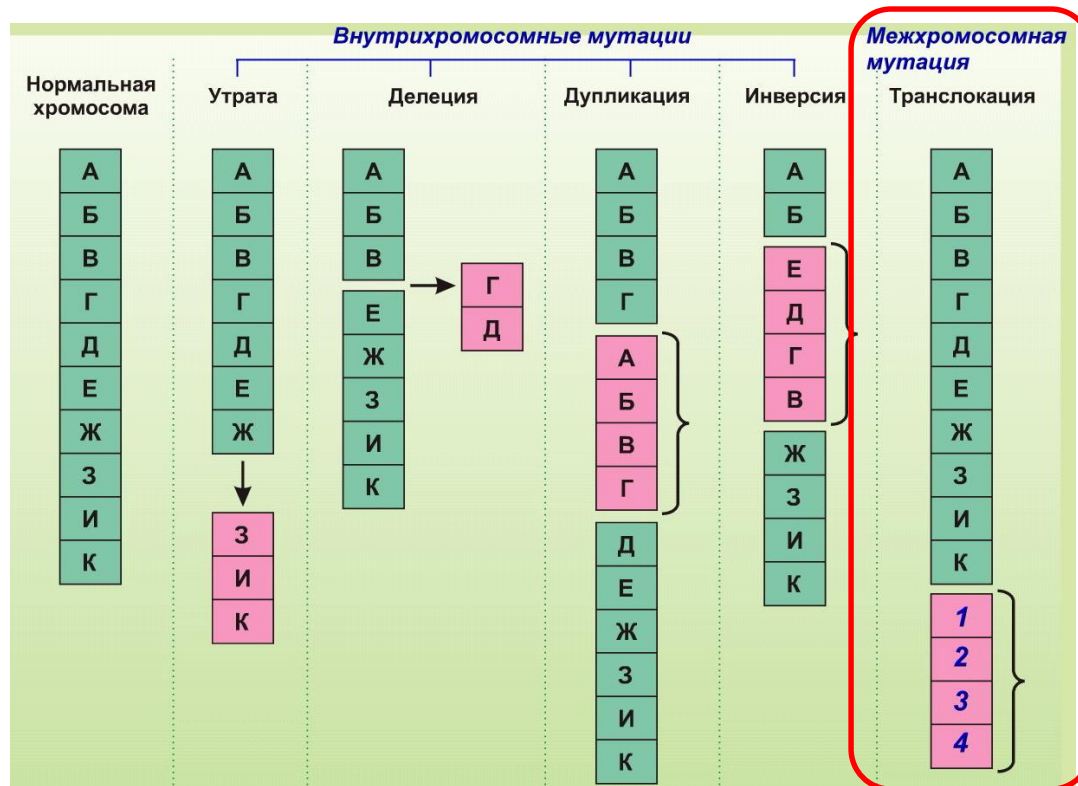 Внутрихромосомные мутации
Межхромосомная
мутация
Нормальная
хромосома
Утрата
Делеция
Дупликация
Инверсия
Транслокация
А
Б
В
Г
Д
Е
Ж
З
И
К
А
Б
В
Г
Д
Е
Ж
З
И
К
А
Б
В
Е
Ж
З
И
К
Г
Д
А
Б
В
Г
А
Б
В
Г
Д
Е
Ж
З
И
К
А
Б
Е
Д
Г
В
Ж
З
И
К
А
Б
В
Г
Д
Е
Ж
З
И
К
1
2
3
4